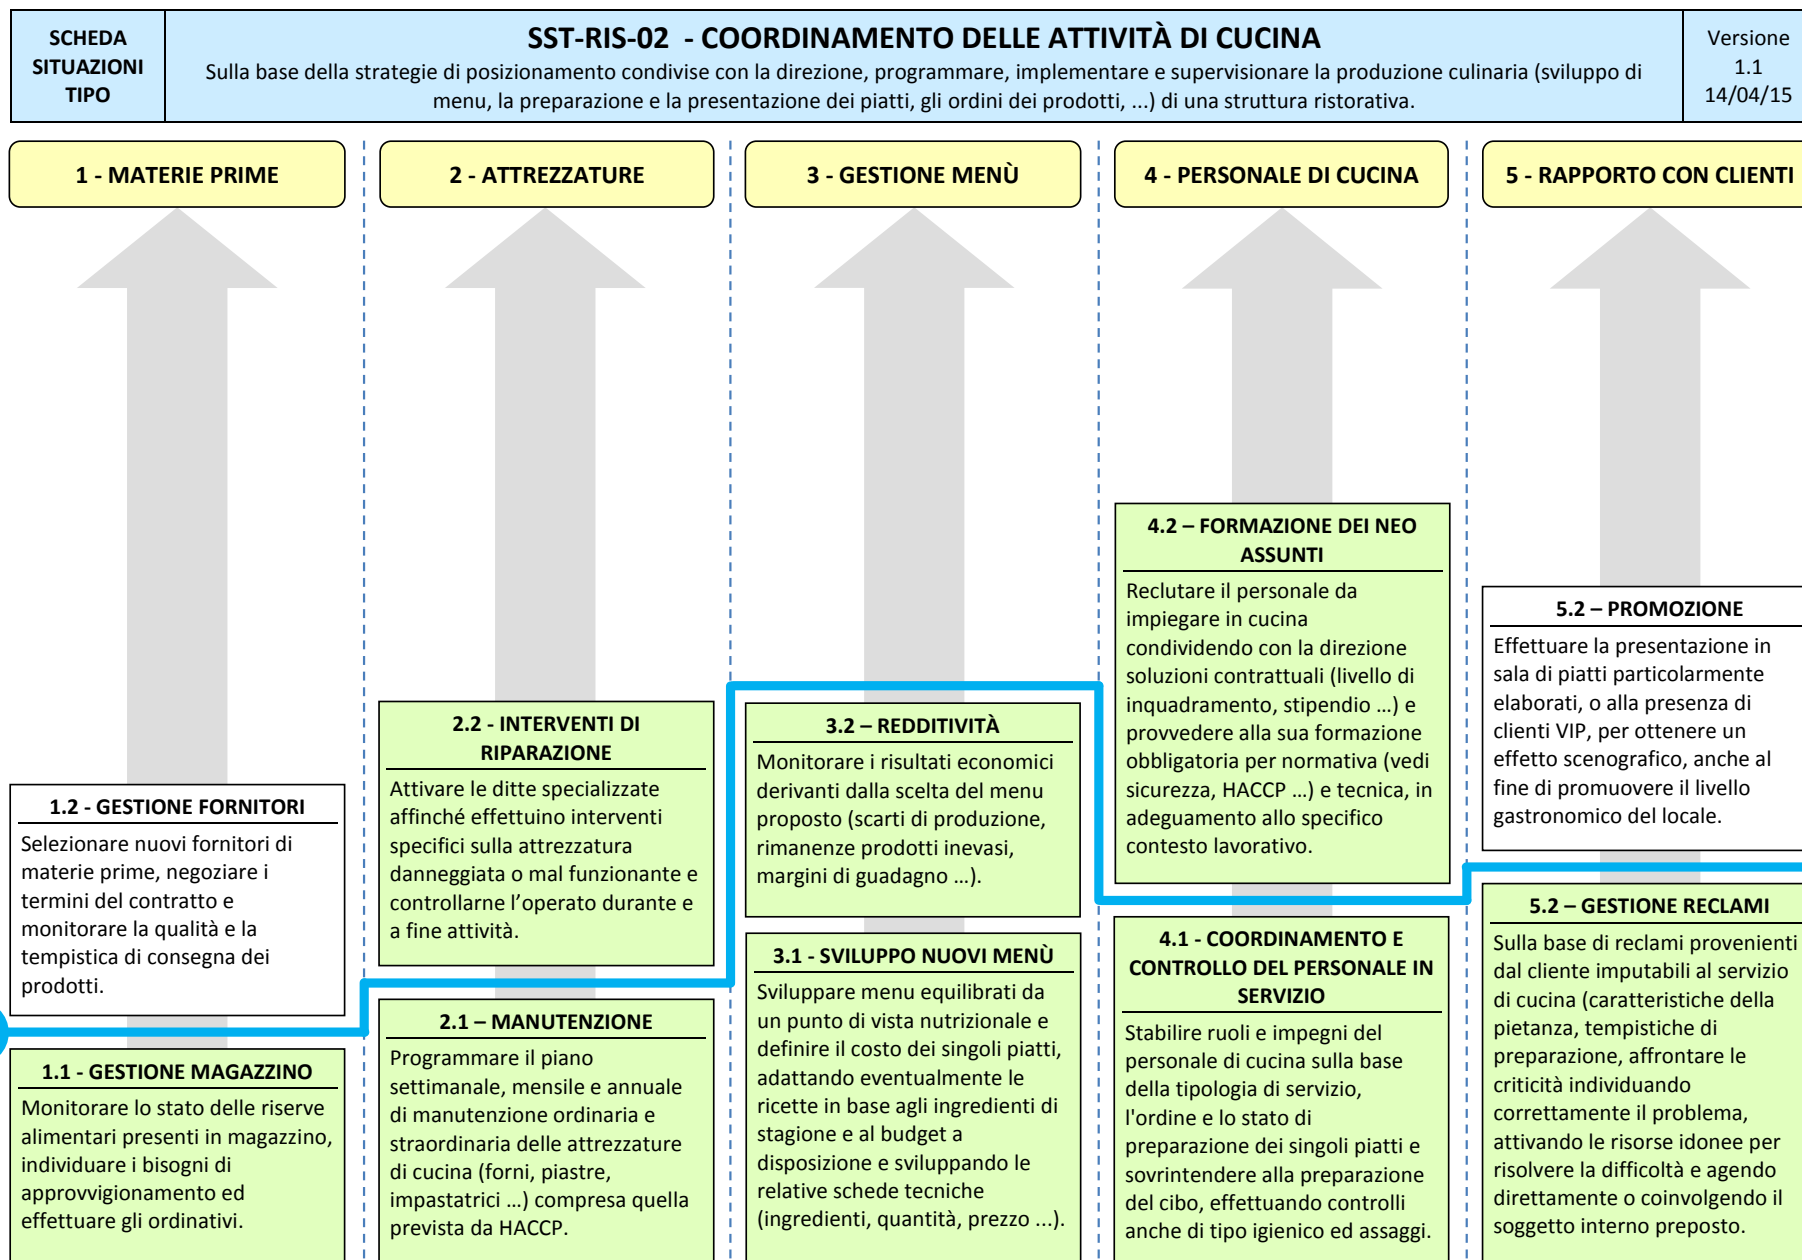 SCHEDA
SITUAZIONI
TIPO
SST-RIS-02 - COORDINAMENTO DELLE ATTIVITÀ DI CUCINA
Sulla base della strategie di posizionamento condivise con la direzione, programmare, implementare e supervisionare la produzione culinaria (sviluppo di
menu, la preparazione e la presentazione dei piatti, gli ordini dei prodotti, ...) di una struttura ristorativa.
Versione
1.1
14/04/15
1 - MATERIE PRIME
2 - ATTREZZATURE
3 - GESTIONE MENÙ
4 - PERSONALE DI CUCINA
5 - RAPPORTO CON CLIENTI
1.2 - GESTIONE FORNITORI
Selezionare nuovi fornitori di
materie prime, negoziare i
termini del contratto e
monitorare la qualità e la
tempistica di consegna dei
prodotti.
1.1 - GESTIONE MAGAZZINO
Monitorare lo stato delle riserve
alimentari presenti in magazzino,
individuare i bisogni di
approvvigionamento ed
effettuare gli ordinativi.
2.2 - INTERVENTI DI
RIPARAZIONE
Attivare le ditte specializzate
affinché effettuino interventi
specifici sulla attrezzatura
danneggiata o mal funzionante e
controllarne l'operato durante e
a fine attività.
2.1 – MANUTENZIONE
Programmare il piano
settimanale, mensile e annuale
di manutenzione ordinaria e
straordinaria delle attrezzature
di cucina (forni, piastre,
impastatrici ...) compresa quella
prevista da HACCP.
3.2 – REDDITIVITÀ
Monitorare i risultati economici
derivanti dalla scelta del menu
proposto (scarti di produzione,
rimanenze prodotti inevasi,
margini di guadagno ...).
3.1 - SVILUPPO NUOVI MENÙ
Sviluppare menu equilibrati da
un punto di vista nutrizionale e
definire il costo dei singoli piatti,
adattando eventualmente le
ricette in base agli ingredienti di
stagione e al budget a
disposizione e sviluppando le
relative schede tecniche
(ingredienti, quantità, prezzo ...).
4.2 – FORMAZIONE DEI NEO
ASSUNTI
Reclutare il personale da
impiegare in cucina
condividendo con la direzione
soluzioni contrattuali (livello di
inquadramento, stipendio ...) e
provvedere alla sua formazione
obbligatoria per normativa (vedi
sicurezza, HACCP ...) e tecnica, in
adeguamento allo specifico
contesto lavorativo.
4.1 - COORDINAMENTO E
CONTROLLO DEL PERSONALE IN
SERVIZIO
Stabilire ruoli e impegni del
personale di cucina sulla base
della tipologia di servizio,
l'ordine e lo stato di
preparazione dei singoli piatti e
sovrintendere alla preparazione
del cibo, effettuando controlli
anche di tipo igienico ed assaggi.
5.2 – PROMOZIONE
Effettuare la presentazione in
sala di piatti particolarmente
elaborati, o alla presenza di
clienti VIP, per ottenere un
effetto scenografico, anche al
fine di promuovere il livello
gastronomico del locale.
5.2 – GESTIONE RECLAMI
Sulla base di reclami provenienti
dal cliente imputabili al servizio
di cucina (caratteristiche della
pietanza, tempistiche di
preparazione, affrontare le
criticità individuando
correttamente il problema,
attivando le risorse idonee per
risolvere la difficoltà e agendo
direttamente o coinvolgendo il
soggetto interno preposto.